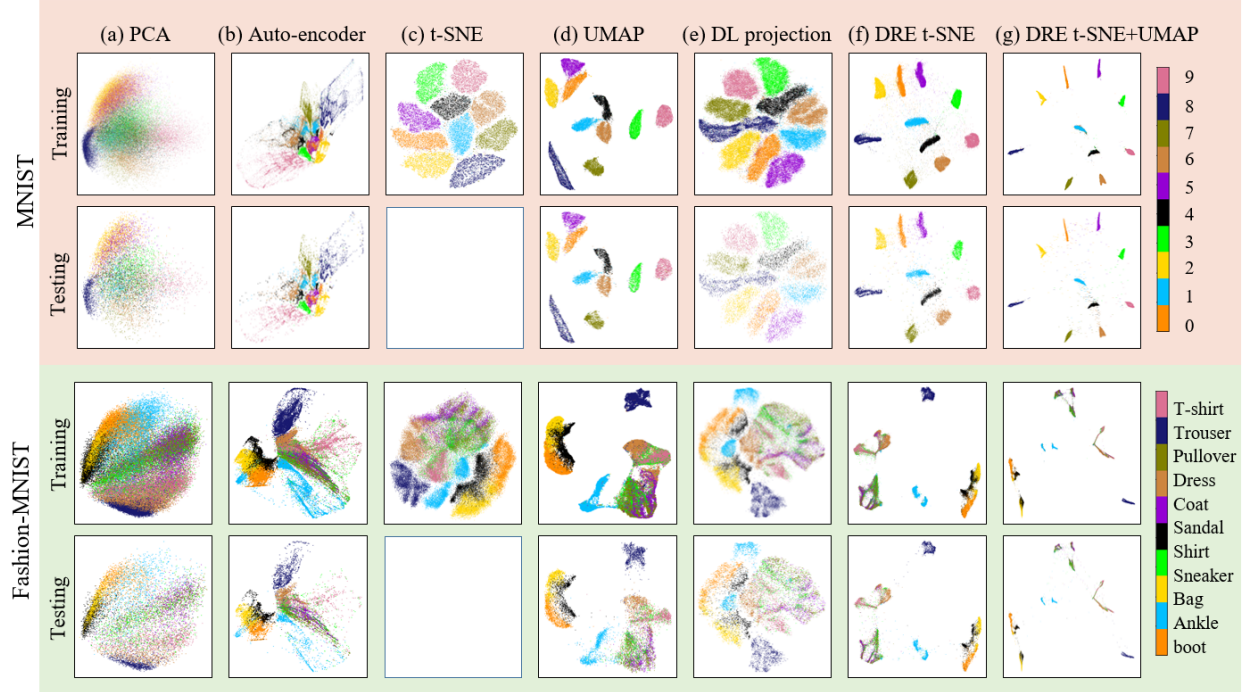 (a) PCA (b) Auto-encoder (c) t-SNE (d) UMAP (e) DL projection (f) DRE t-SNE (g) DRE t-SNE+UMAP
MNIST
Training
Testing
9
8
7
6
5
4
3
2
1
0
Fashion-MNIST
Training
Testing
T-shirt
Trouser
Pullover
Dress
Coat
Sandal
Shirt
Sneaker
Bag
Ankle
boot